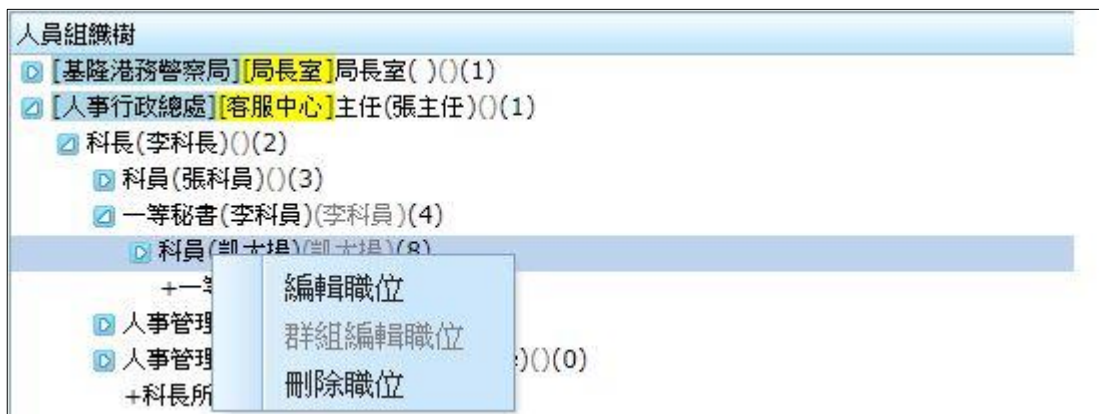 人員組織樹
[基隆港務警察局][局長室]局長室( )()(1)
[人事行政總處][客服中心]主任(張主任)()(1)
科長(李科長)()(2)
科員(張科員)()(3)
一等秘書(李科員)(李科員)(4)
科員(8)
+一
編輯職位
人事管理
群組編輯職位
人事管理 )()(0)
刪除職位
+科長所